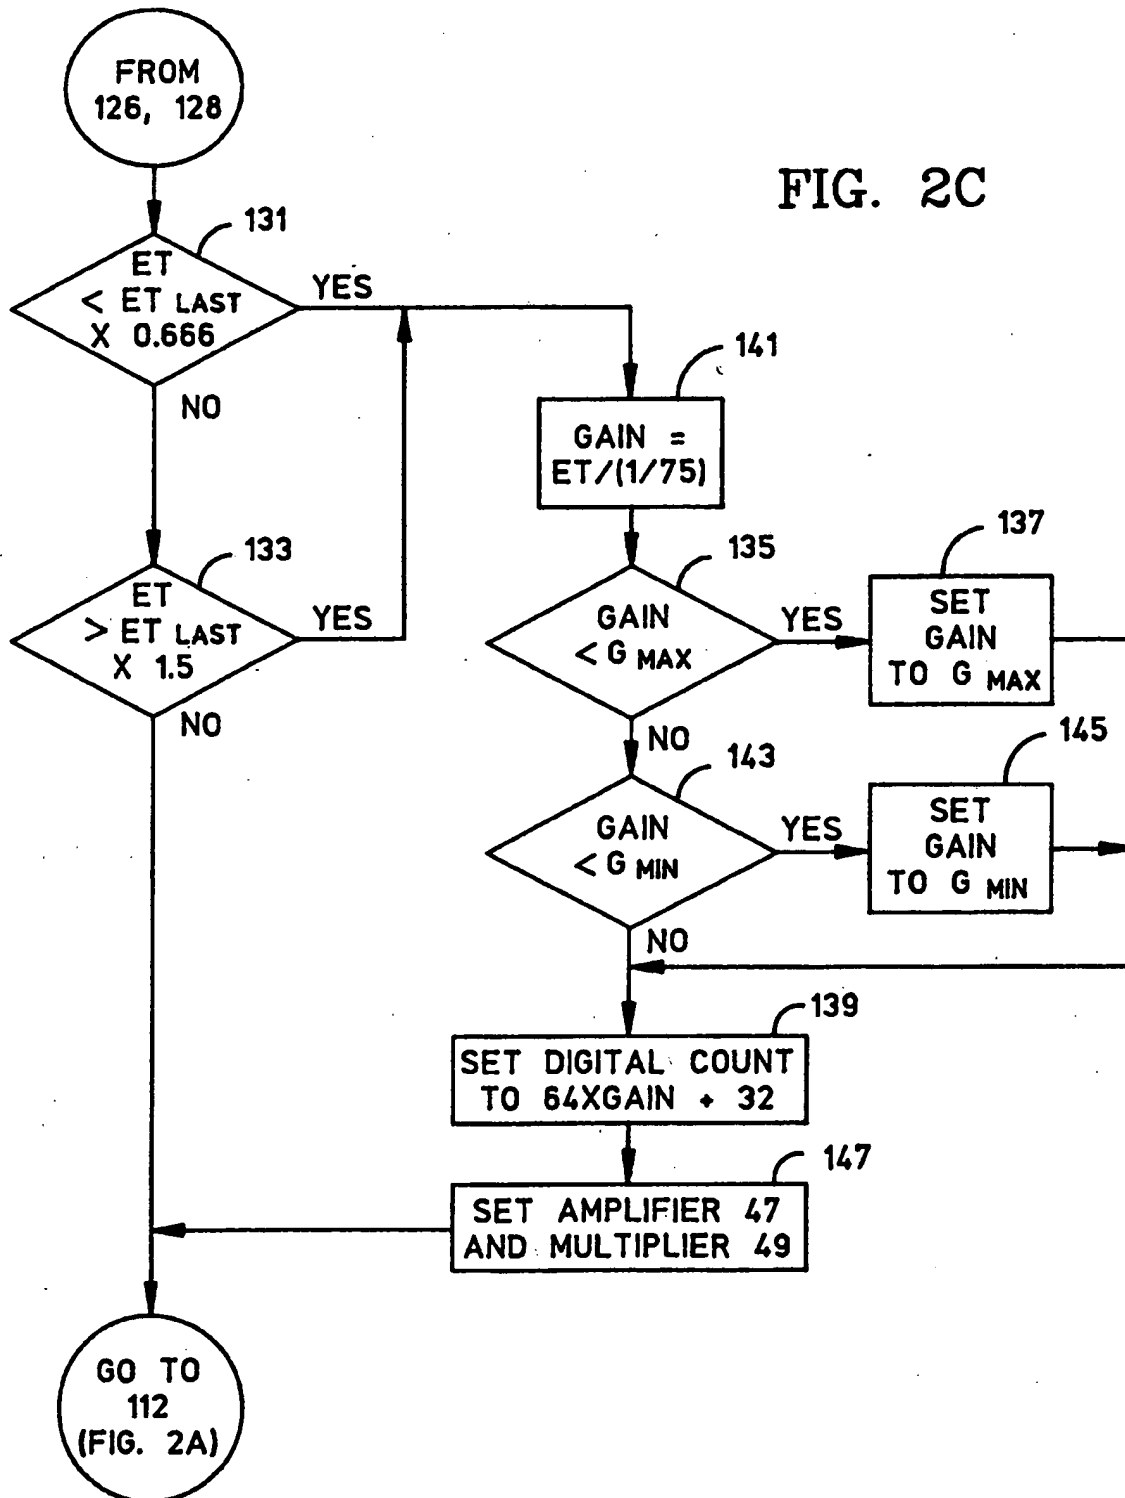 FROM
126, 128
FIG. 2C
131
ET
< ET LAST
X 0.666
YES
NO
141
GAIN =
ET/(1/75)
133
ET
> ET LAST
X 1.5
YES
NO
135
GAIN
< G MAX
YES
NO
137
SET
GAIN
TO G MAX
143
GAIN
< G MIN
YES
NO
145
SET
GAIN
TO G MIN
139
SET DIGITAL COUNT
TO 64XGAIN + 32
147
SET AMPLIFIER 47
AND MULTIPLIER 49
GO TO
112
(FIG. 2A)